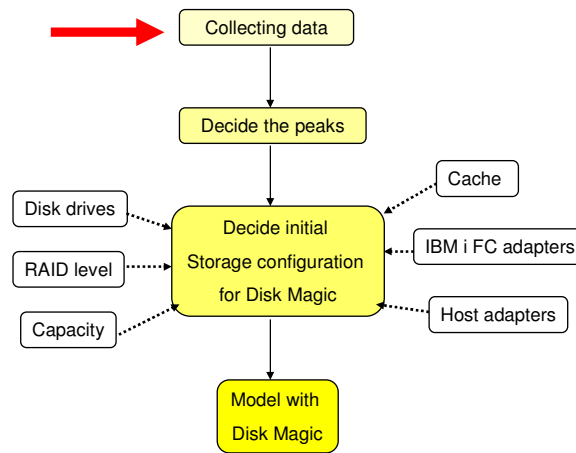 Collecting data
Decide the peaks
Cache
Disk drives
Decide initial
Storage configuration
for Disk Magic
IBM i FC adapters
RAID level
Host adapters
Capacity
Model with
Disk Magic